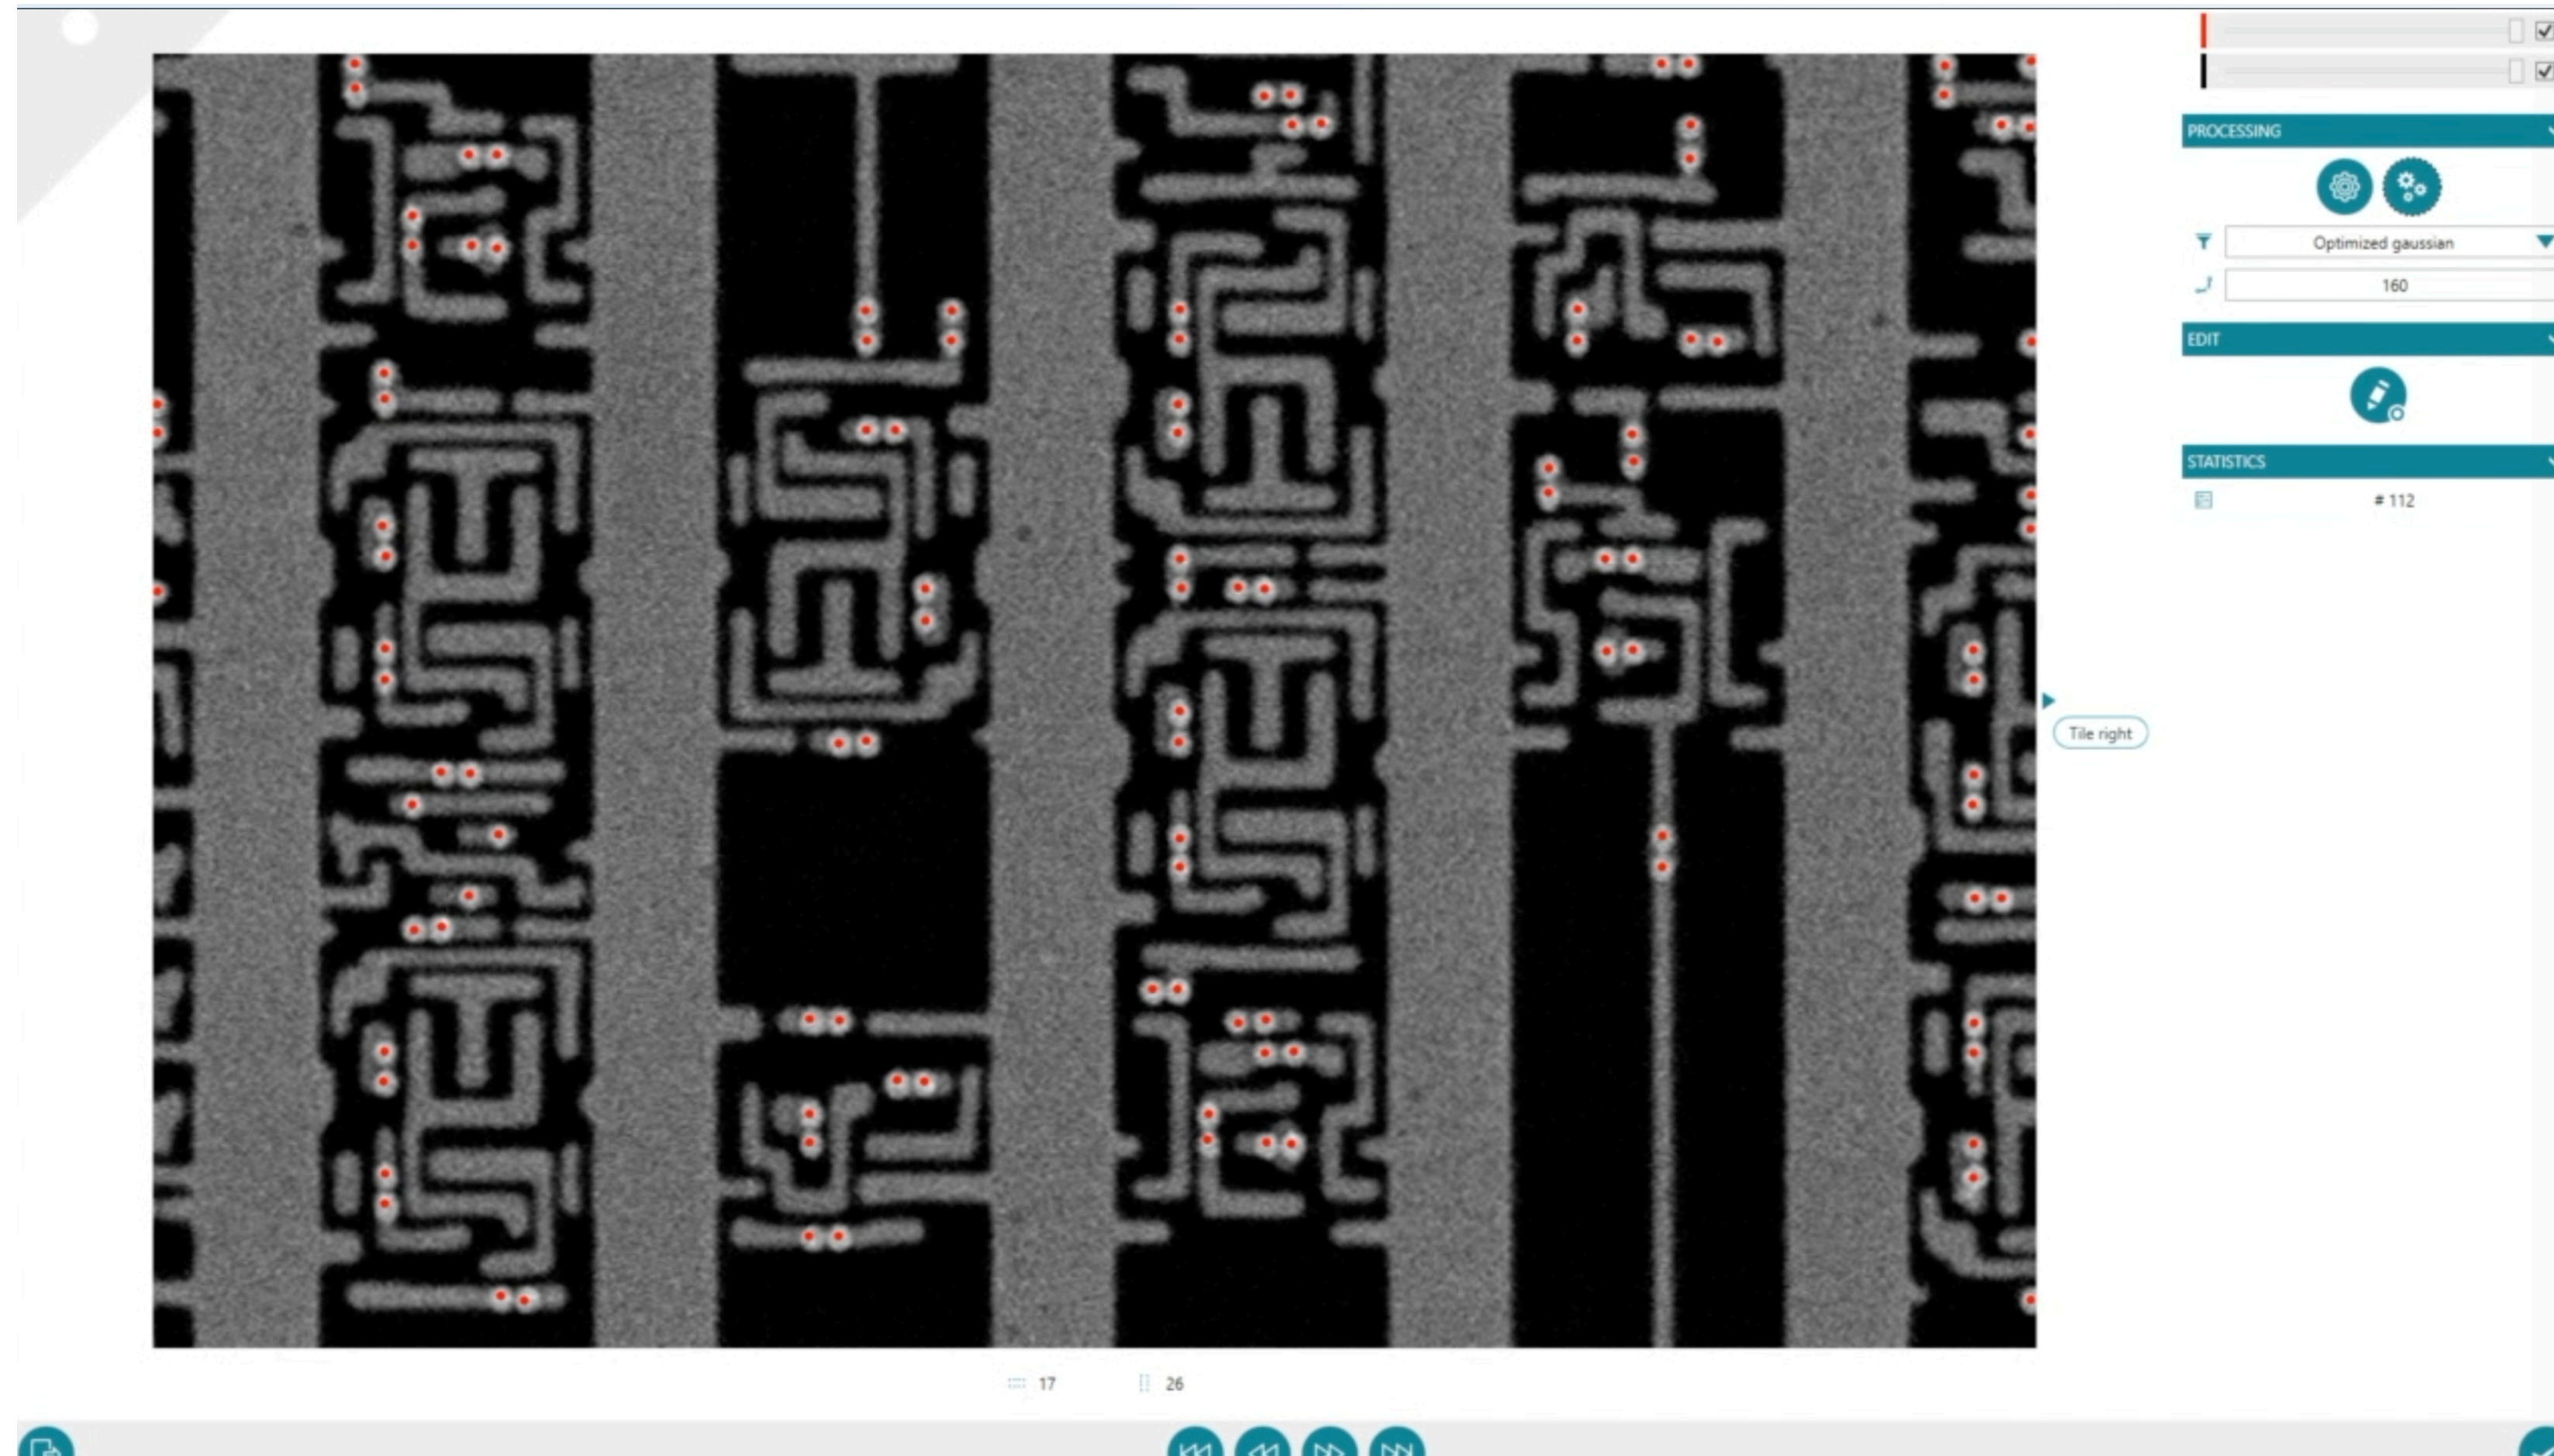 PROCESSING
Optimized gaussian
160
EDIT
STATISTICS
# 112
Tile right
17
26